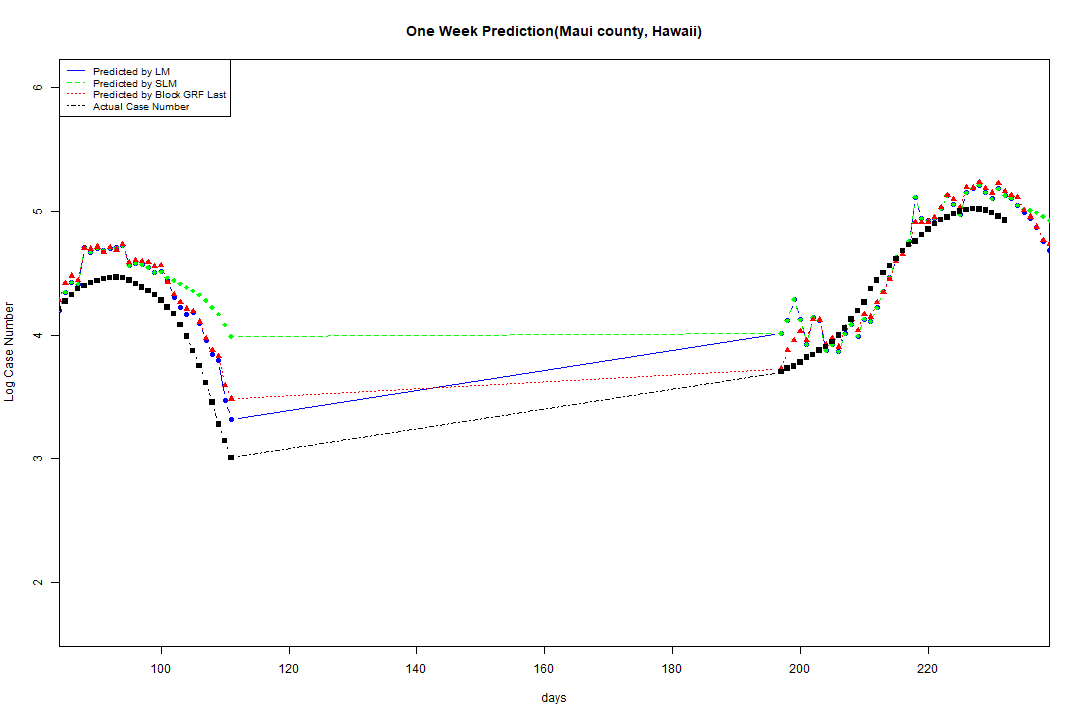 One Week Prediction(Maui county, Hawaii)
Predicted by LM
Predicted by SLM
Predicted by Block GRF Last
Actual Case Number
6
5
4
3
2
Log Case Number
100 120 140 160 180 200 220
days